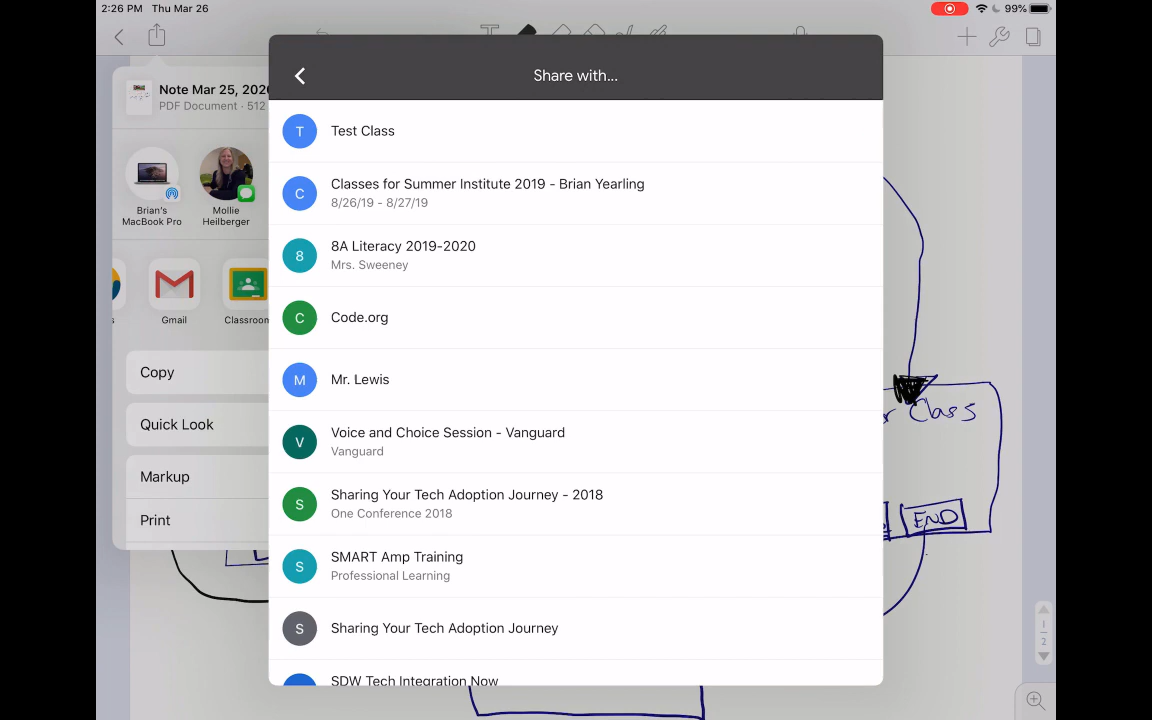 2:26 PM Thu Mar 26
99%
Share with...
Note Mar 25, 202
PDF Document · 512
Brian's
MacBook Pro
Mollie
Heilberger
s
Gmail
Classroom
Copy
Quick Look
Markup
Print
T
Test Class
C
Classes for Summer Institute 2019 - Brian Yearling
8/26/19 - 8/27/19
8
8A Literacy 2019-2020
Mrs. Sweeney
C
Code.org
M
Mr. Lewis
V
Voice and Choice Session - Vanguard
Vanguard
S
Sharing Your Tech Adoption Journey - 2018
One Conference 2018
S
SMART Amp Training
Professional Learning
S
Sharing Your Tech Adoption Journey
SDW Tech Integration Now
r Class
END
1
2